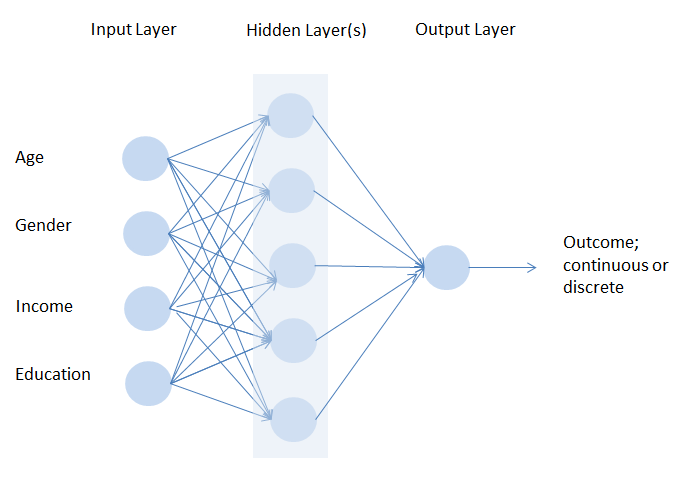 Input Layer
Hidden Layer(s)
Output Layer
Age
Gender
Income
Education
Outcome;
continuous or
discrete